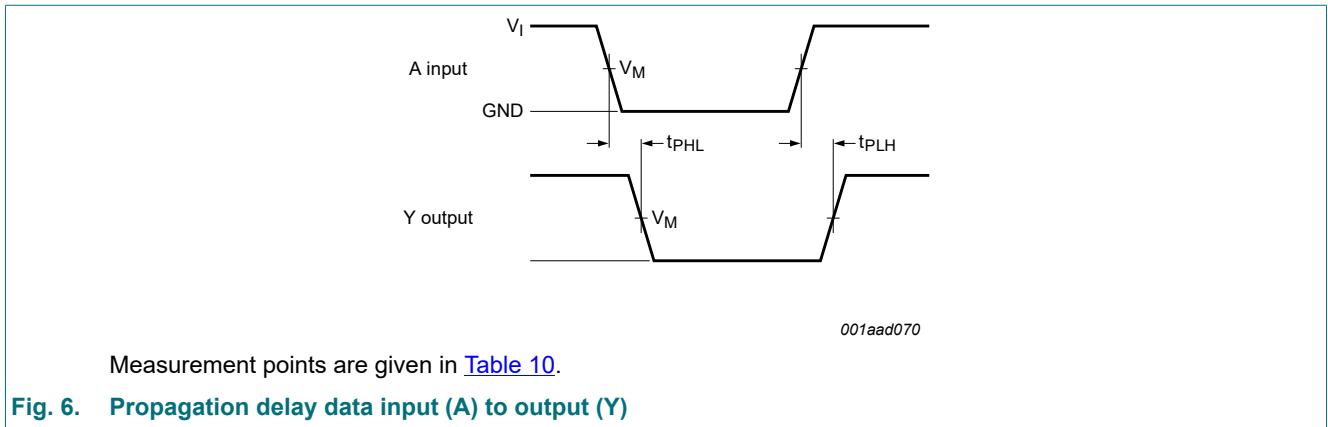 VI
A input
VM
GND
tPHL
tPLH
Y output
VM
001aad070
Measurement points are given in Table 10.
Fig. 6. Propagation delay data input (A) to output (Y)